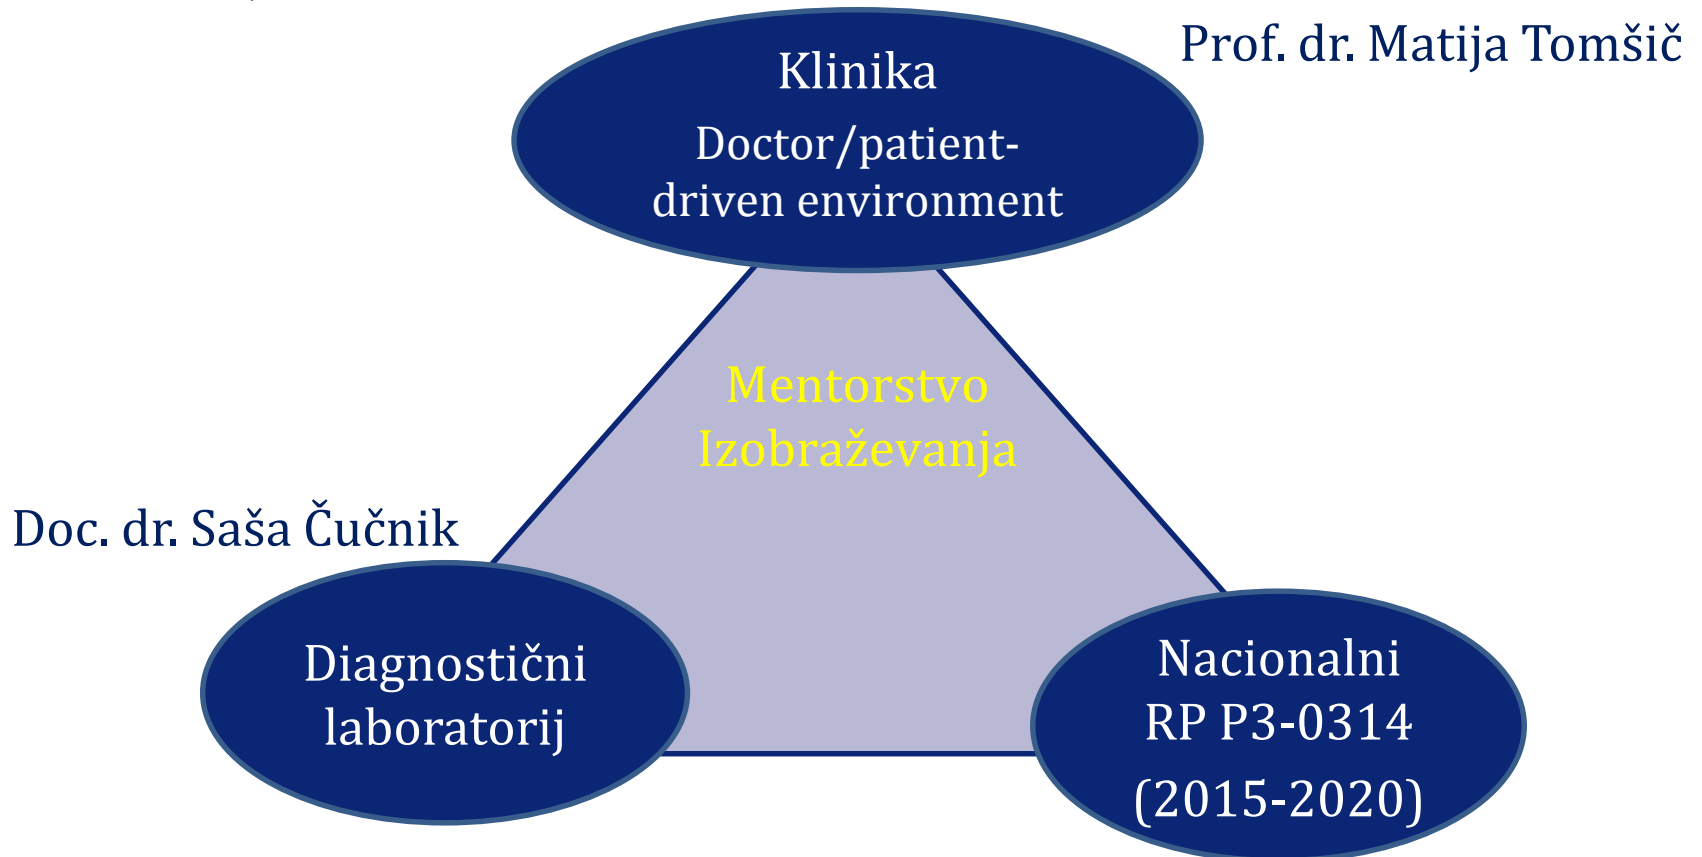 Prof. dr. Matija Tomšič
Klinika
Doctor/patient-
driven environment
Mentorstvo
Izobraževanja
Doc. dr. Saša Čučnik
Diagnostični
laboratorij
Nacionalni
RP P3-0314
(2015-2020)